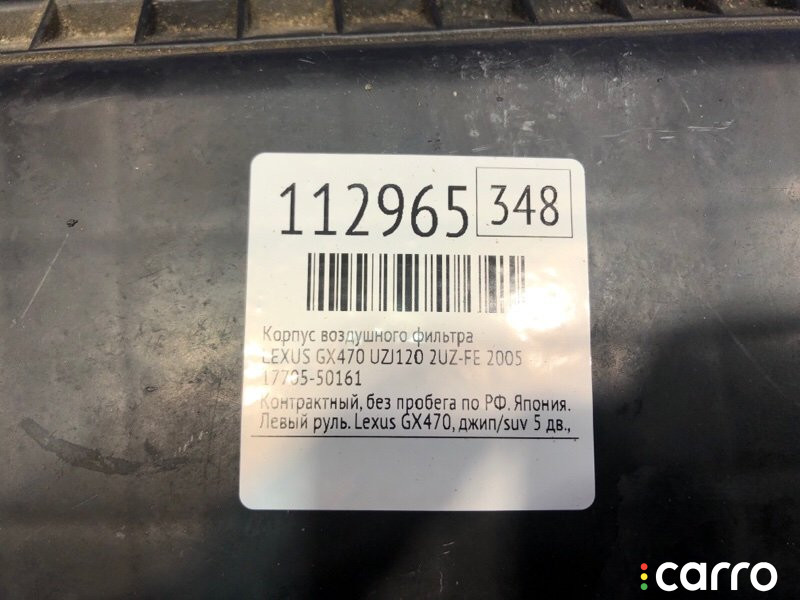 112965 348
Корпус воздушного фильтра
LEXUS GX470 UZJ120 2UZ-FE 2005
17705-50161
Контрактный, без пробега по РФ. Япония.
Левый руль. Lexus GX470, джип/suv 5 дв.,
carro